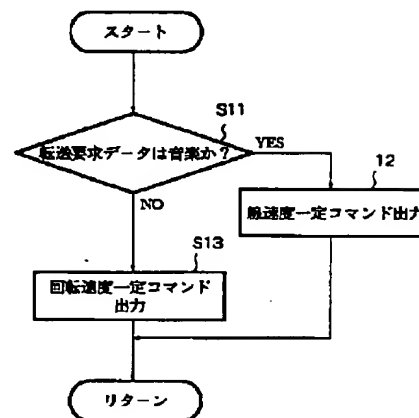 スタート
S11
転送要求データは音楽か?
YES
12
線速度一定コマンド出力
NO
S13
回転速度一定コマンド
出力
リターン